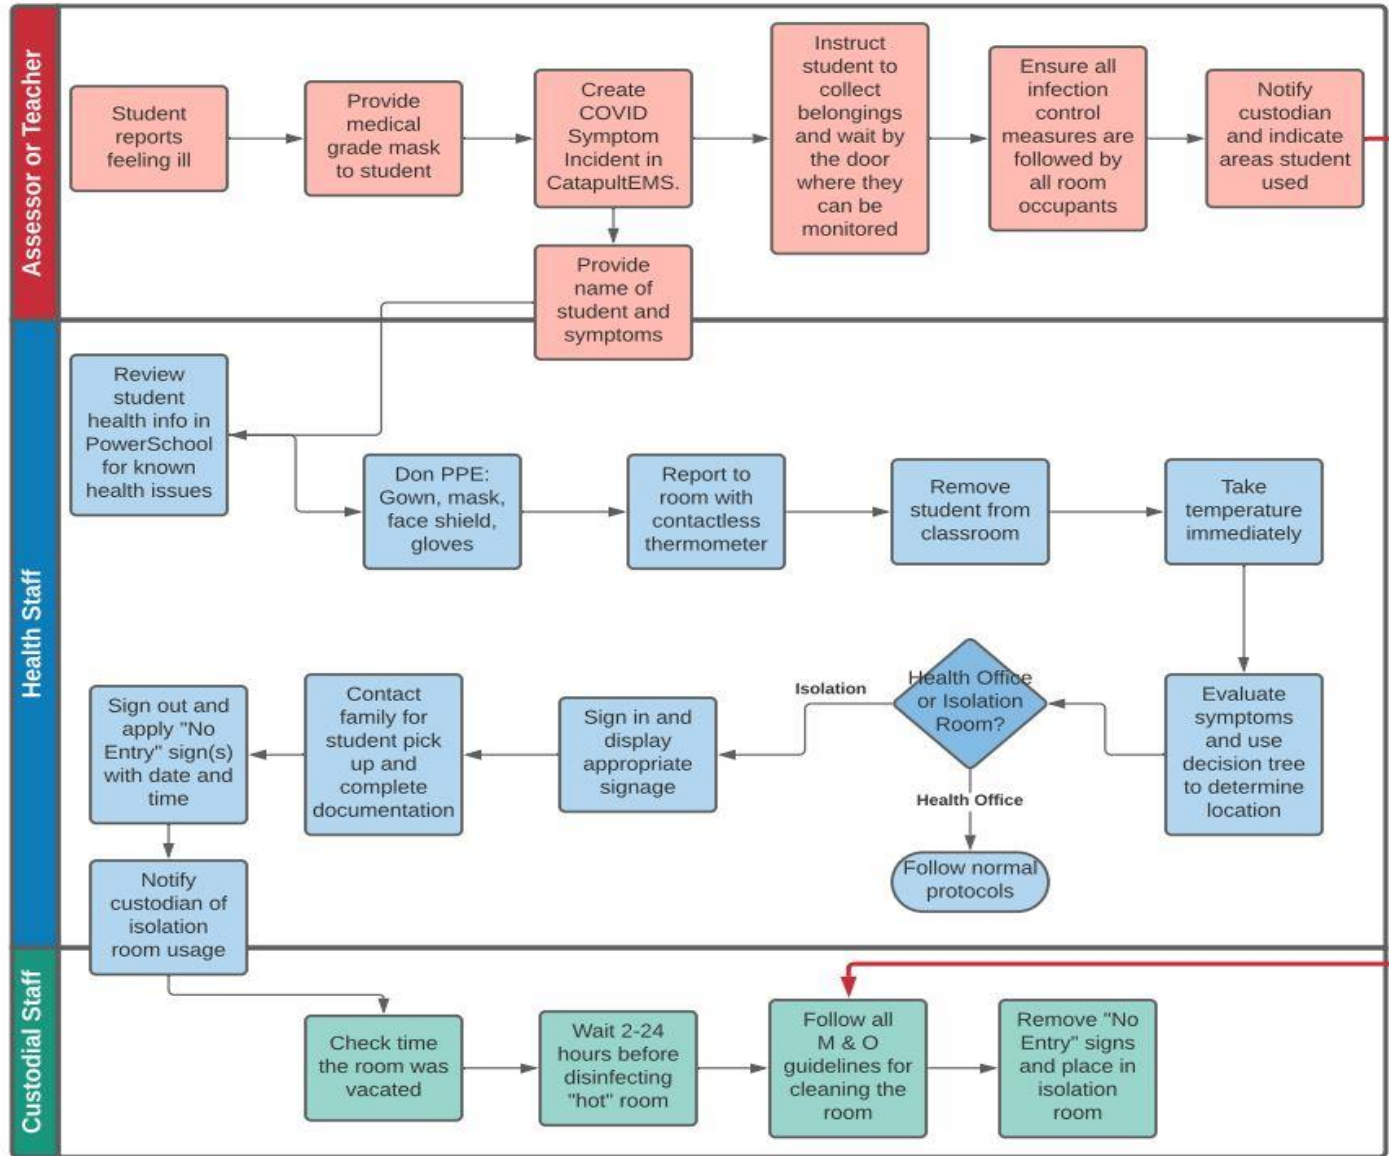 Assessor or Teacher
Student
reports
feeling ill
Provide
medical
grade mask
to student
Create
COVID
Symptom
Incident in
CatapultEMS.
Instruct
student to
collect
belongings
and wait by
the door
where they
can be
monitored
Ensure all
infection
control
measures are
followed by
all room
occupants
Notify
custodian
and indicate
areas student
used
Provide
name of
student and
symptoms
Health Staff
Review
student
health info in
PowerSchool
for known
health issues
Don PPE:
Gown, mask,
face shield,
gloves
Report to
room with
contactless
thermometer
Remove
student from
classroom
Take
temperature
immediately
Evaluate
symptoms
and use
decision tree
to determine
location
Health Office
or Isolation
Room?
Isolation
Health Office
Follow normal
protocols
Sign in and
display
appropriate
signage
Contact
family for
student pick
up and
complete
documentation
Sign out and
apply "No
Entry" sign(s)
with date and
time
Notify
custodian of
isolation
room usage
Custodial Staff
Check time
the room was
vacated
Wait 2-24
hours before
disinfecting
"hot" room
Follow all
M & O
guidelines for
cleaning the
room
Remove "No
Entry" signs
and place in
isolation
room